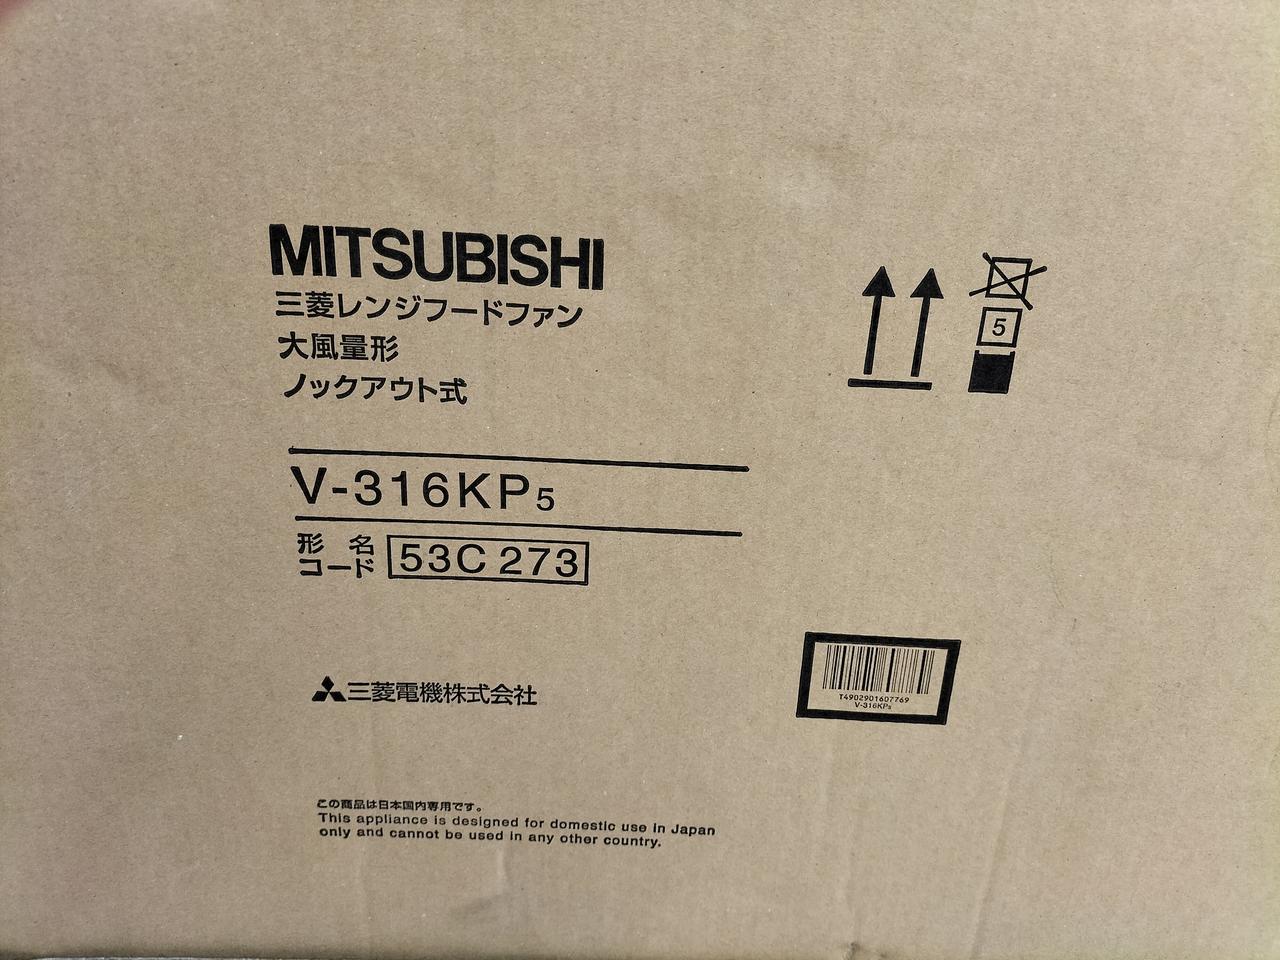 MITSUBISHI
三菱レンジフードファン
大風量形
ノックアウト式
5
V-316KP5
形名
コード
53C 273
三菱電機株式会社
T4902901607769
V-316KP5
この商品は日本国内専用です。
This appliance is designed for domestic use in Japan
only and cannot be used in any other country.